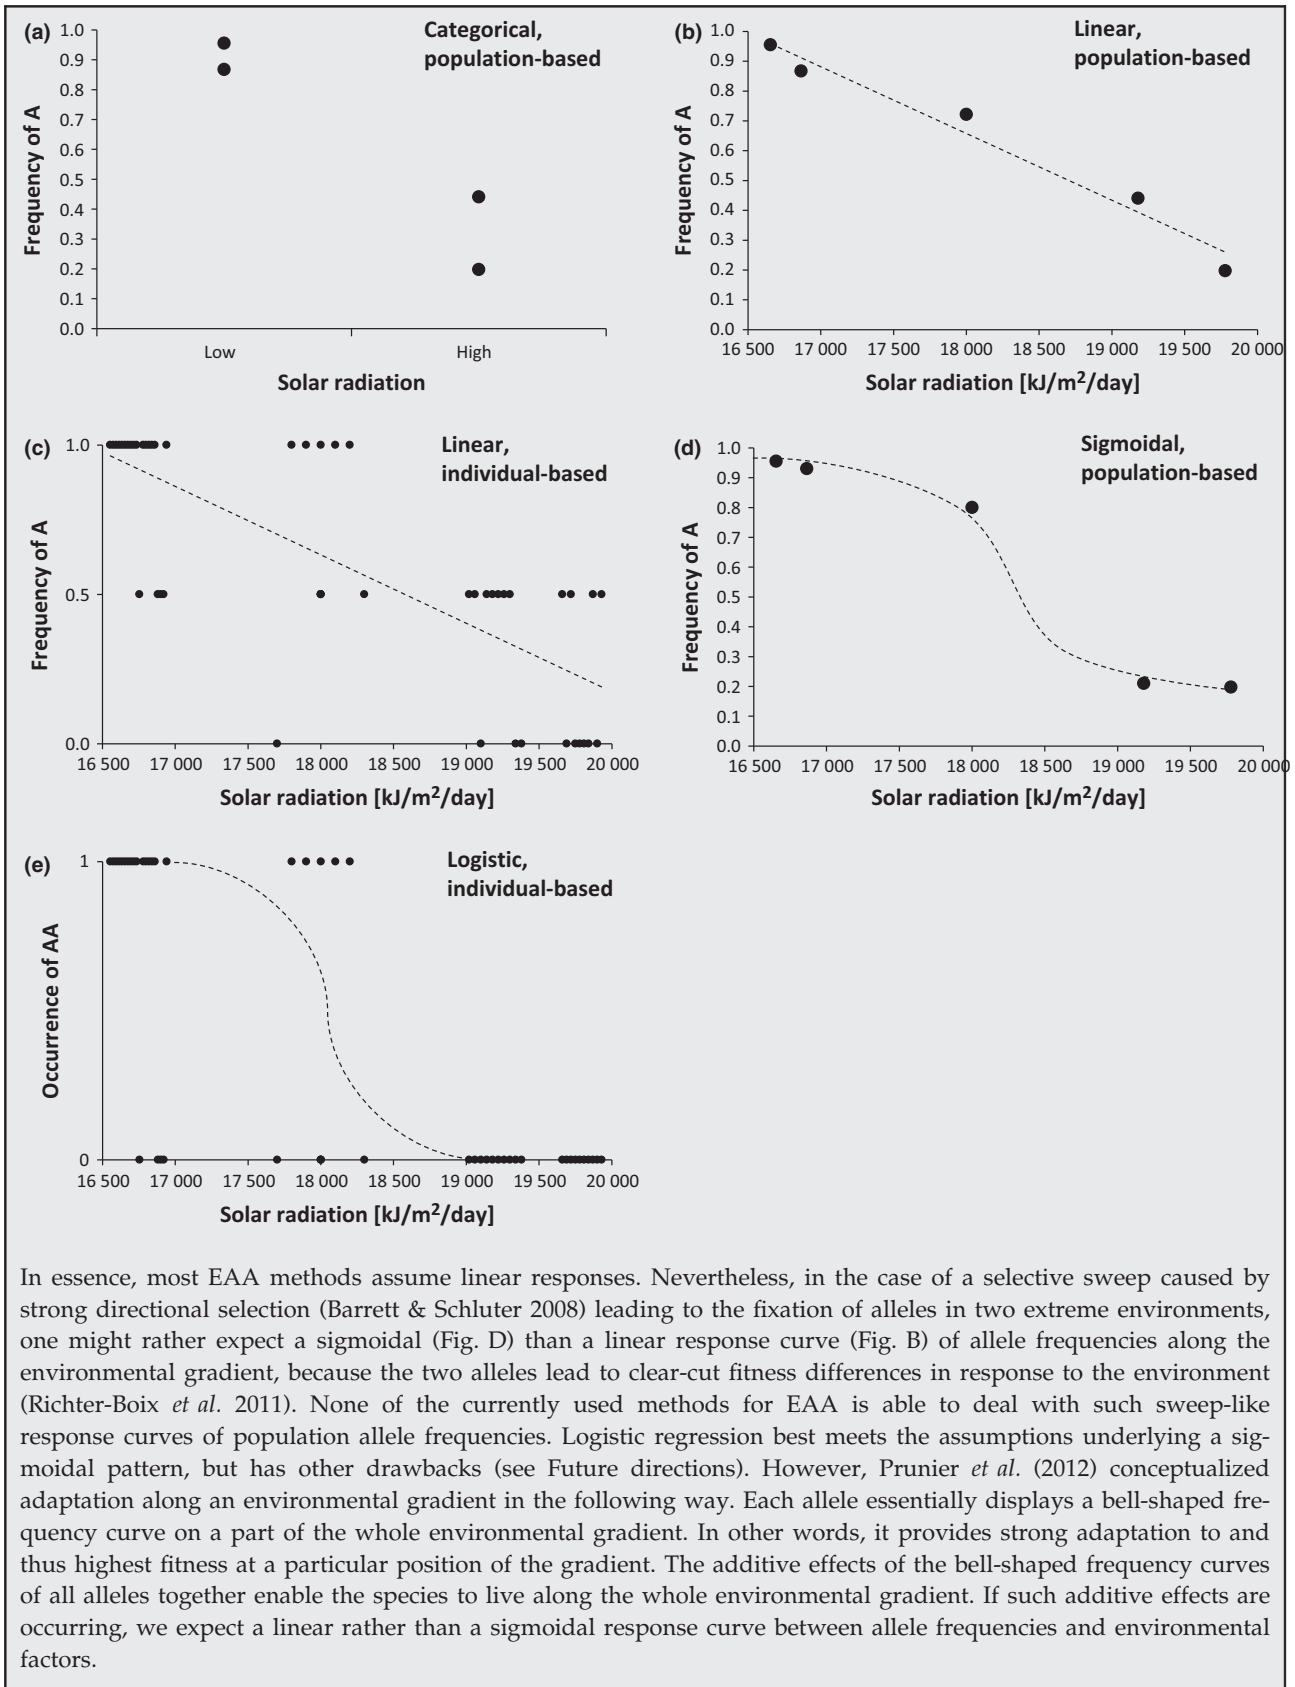 (a)
Categorical,
population-based
Frequency of A
1.0
0.9
0.8
0.7
0.6
0.5
0.4
0.3
0.2
0.1
0.0
Low
High
Solar radiation
(b)
Linear,
population-based
Frequency of A
1.0
0.9
0.8
0.7
0.6
0.5
0.4
0.3
0.2
0.1
0.0
16 500 17 000 17 500 18 000 18 500 19 000 19 500 20 000
Solar radiation [kJ/m²/day]
(c)
Linear,
individual-based
Frequency of A
1.0
0.5
0.0
16 500 17 000 17 500 18 000 18 500 19 000 19 500 20 000
Solar radiation [kJ/m²/day]
(d)
Sigmoidal,
population-based
Frequency of A
1.0
0.9
0.8
0.7
0.6
0.5
0.4
0.3
0.2
0.1
0.0
16 500 17 000 17 500 18 000 18 500 19 000 19 500 20 000
Solar radiation [kJ/m²/day]
(e)
Logistic,
individual-based
Occurrence of AA
1
0
16 500 17 000 17 500 18 000 18 500 19 000 19 500 20 000
Solar radiation [kJ/m²/day]
In essence, most EAA methods assume linear responses. Nevertheless, in the case of a selective sweep caused by
strong directional selection (Barrett & Schluter 2008) leading to the fixation of alleles in two extreme environments,
one might rather expect a sigmoidal (Fig. D) than a linear response curve (Fig. B) of allele frequencies along the
environmental gradient, because the two alleles lead to clear-cut fitness differences in response to the environment
(Richter-Boix et al. 2011). None of the currently used methods for EAA is able to deal with such sweep-like
response curves of population allele frequencies. Logistic regression best meets the assumptions underlying a sig-
moidal pattern, but has other drawbacks (see Future directions). However, Prunier et al. (2012) conceptualized
adaptation along an environmental gradient in the following way. Each allele essentially displays a bell-shaped fre-
quency curve on a part of the whole environmental gradient. In other words, it provides strong adaptation to and
thus highest fitness at a particular position of the gradient. The additive effects of the bell-shaped frequency curves
of all alleles together enable the species to live along the whole environmental gradient. If such additive effects are
occurring, we expect a linear rather than a sigmoidal response curve between allele frequencies and environmental
factors.